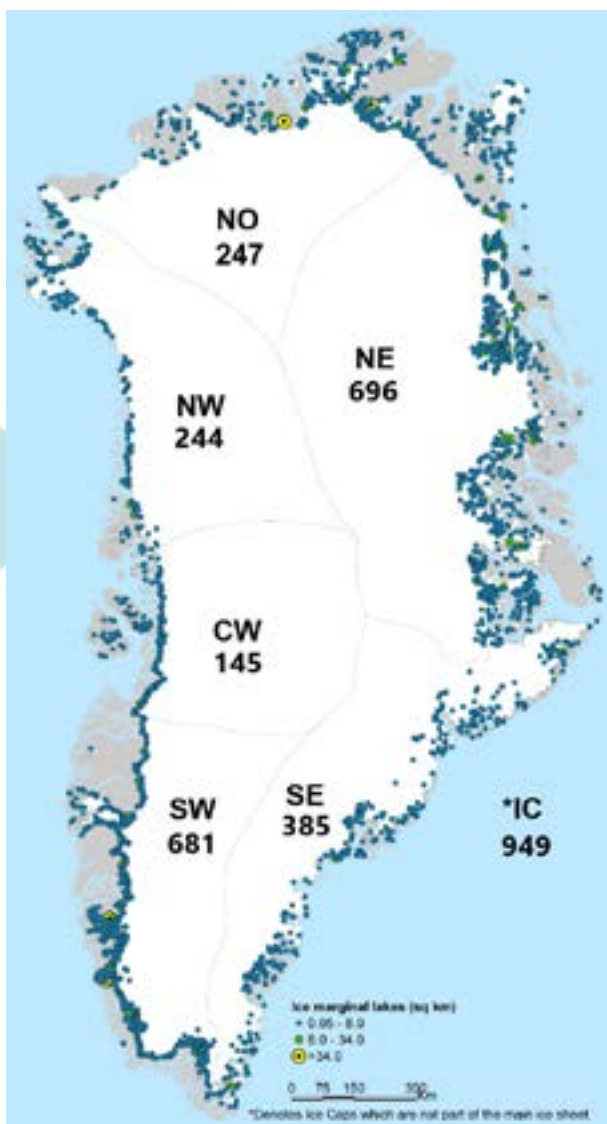 NO
247
NE
696
NW
244
CW
145
SW
681
SE
385
*IC
949
Ice marginal lakes (sq km)
0.05 - 8.0
8.0 - 34.0
>34.0
0 75 150 300
Km
*Denotes Ice Caps which are not part of the main ice sheet